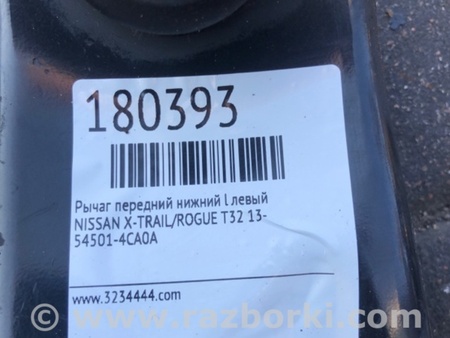 180393
Рычаг передний нижний l левый
NISSAN X-TRAIL/ROGUE T32 13-
54501-4CA0A
www.3234444.com
© www.razborki.com